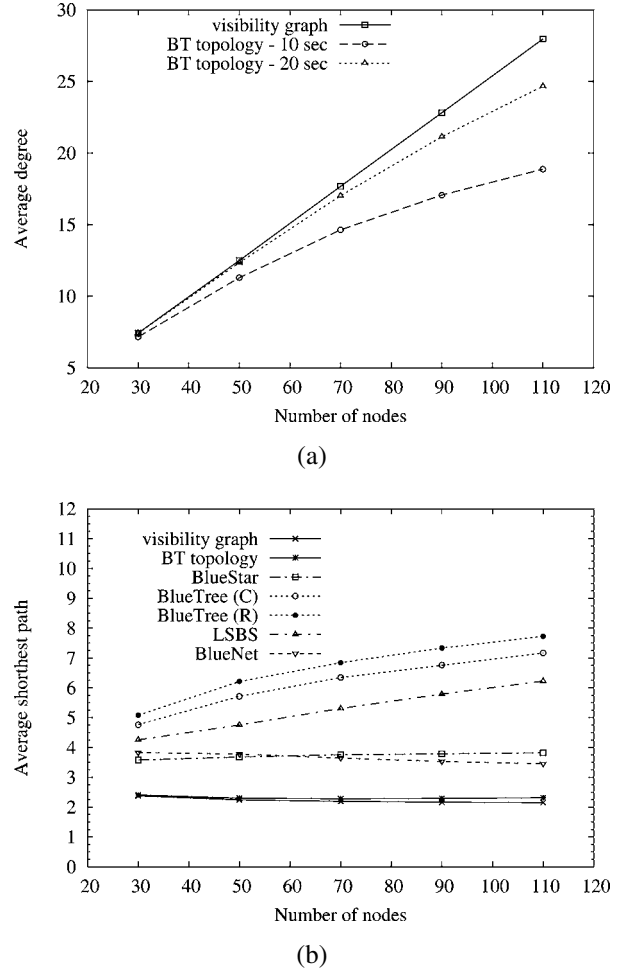 30
visibility graph
BT topology - 10 sec
BT topology - 20 sec
25
20
15
10
5
Average degree
20 30 40 50 60 70 80 90 100 110 120
Number of nodes
(a)
12
11
10
9
8
7
6
5
4
3
2
1
0
visibility graph
BT topology
BlueStar
BlueTree (C)
BlueTree (R)
LSBS
BlueNet
Average shorthest path
20 30 40 50 60 70 80 90 100 110 120
Number of nodes
(b)